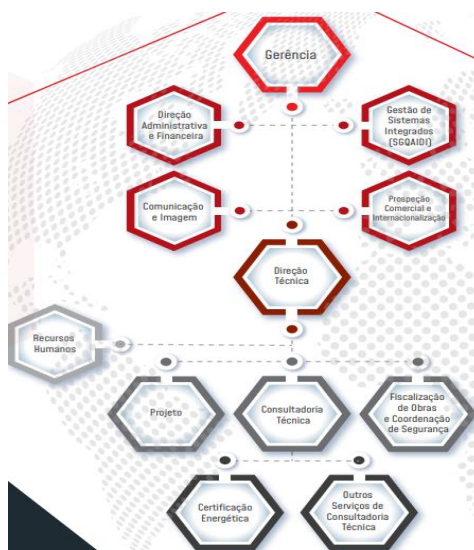 Gerência
Direção
Administrativa
e Financeira
Gestão de
Sistemas
Integrados
(SGQAIDI)
Comunicação
e Imagem
Prospeção
Comercial e
Internacionalização
Direção
Técnica
Recursos
Humanos
Projeto
Consultadoria
Técnica
Fiscalização
de Obras
e Coordenação
de Segurança
Certificação
Energética
Outros
Serviços de
Consultadoria
Técnica